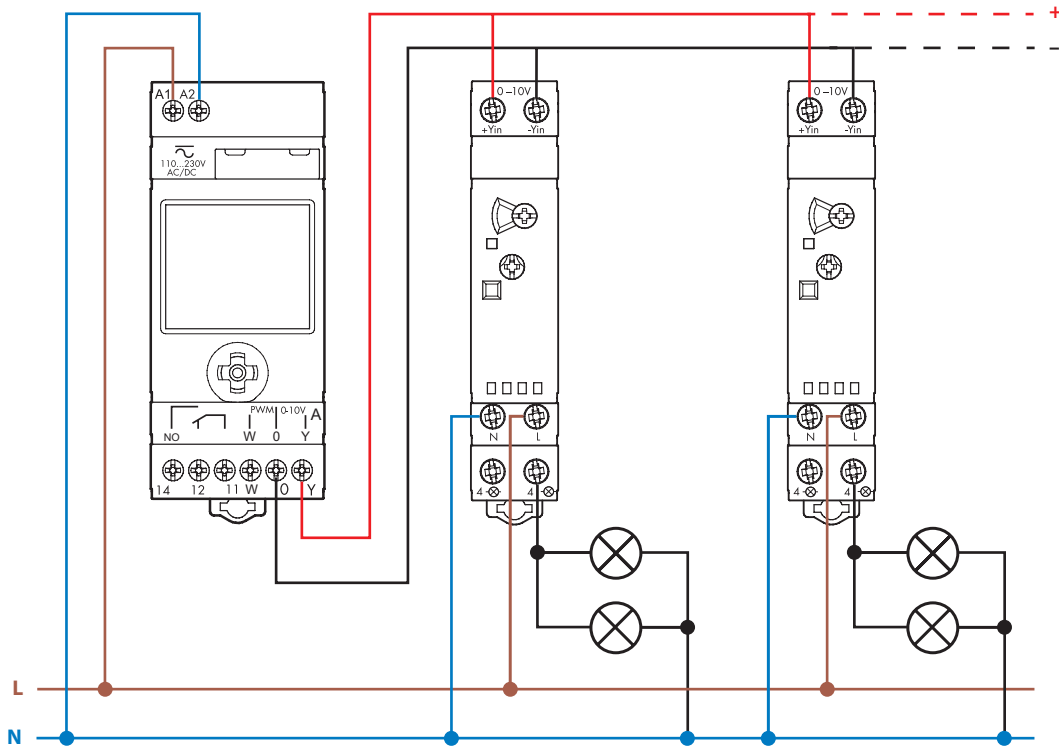 +
−
A1 A2
0 –10V
0 –10V
+Yin -Yin
+Yin -Yin
110...230V
AC/DC
PWM 0-10V A
NO W 0 Y
N L
N L
14 12 11 W 0 Y
4 4
4 4
L
N